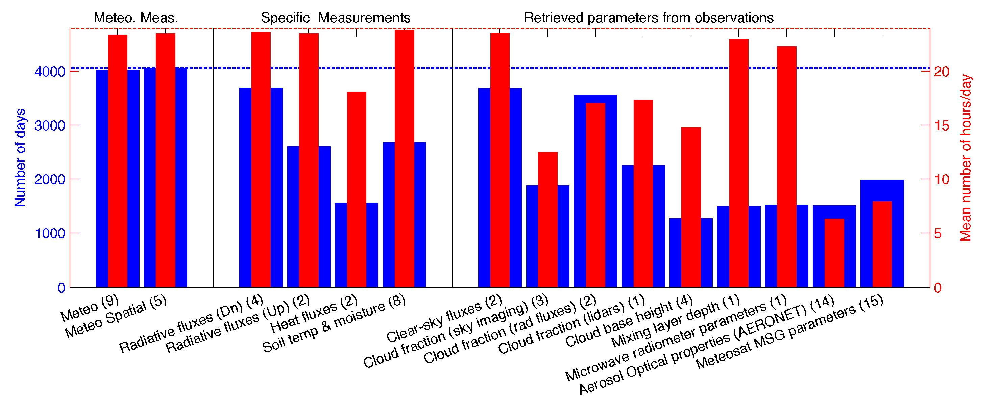 Meteo. Meas.
Specific Measurements
Retrieved parameters from observations
Number of days
4000
3000
2000
1000
0
20
15
10
5
0
Mean number of hours/day
Meteo (9)
Meteo Spatial (5)
Radiative fluxes (Dn) (4)
Radiative fluxes (Up) (2)
Heat fluxes (2)
Soil temp & moisture (8)
Clear-sky fluxes (2)
Cloud fraction (sky imaging) (3)
Cloud fraction (rad fluxes) (2)
Cloud fraction (lidars) (1)
Cloud base height (4)
Mixing layer depth (1)
Microwave radiometer parameters (1)
Aerosol Optical properties (AERONET) (14)
Meteosat MSG parameters (15)